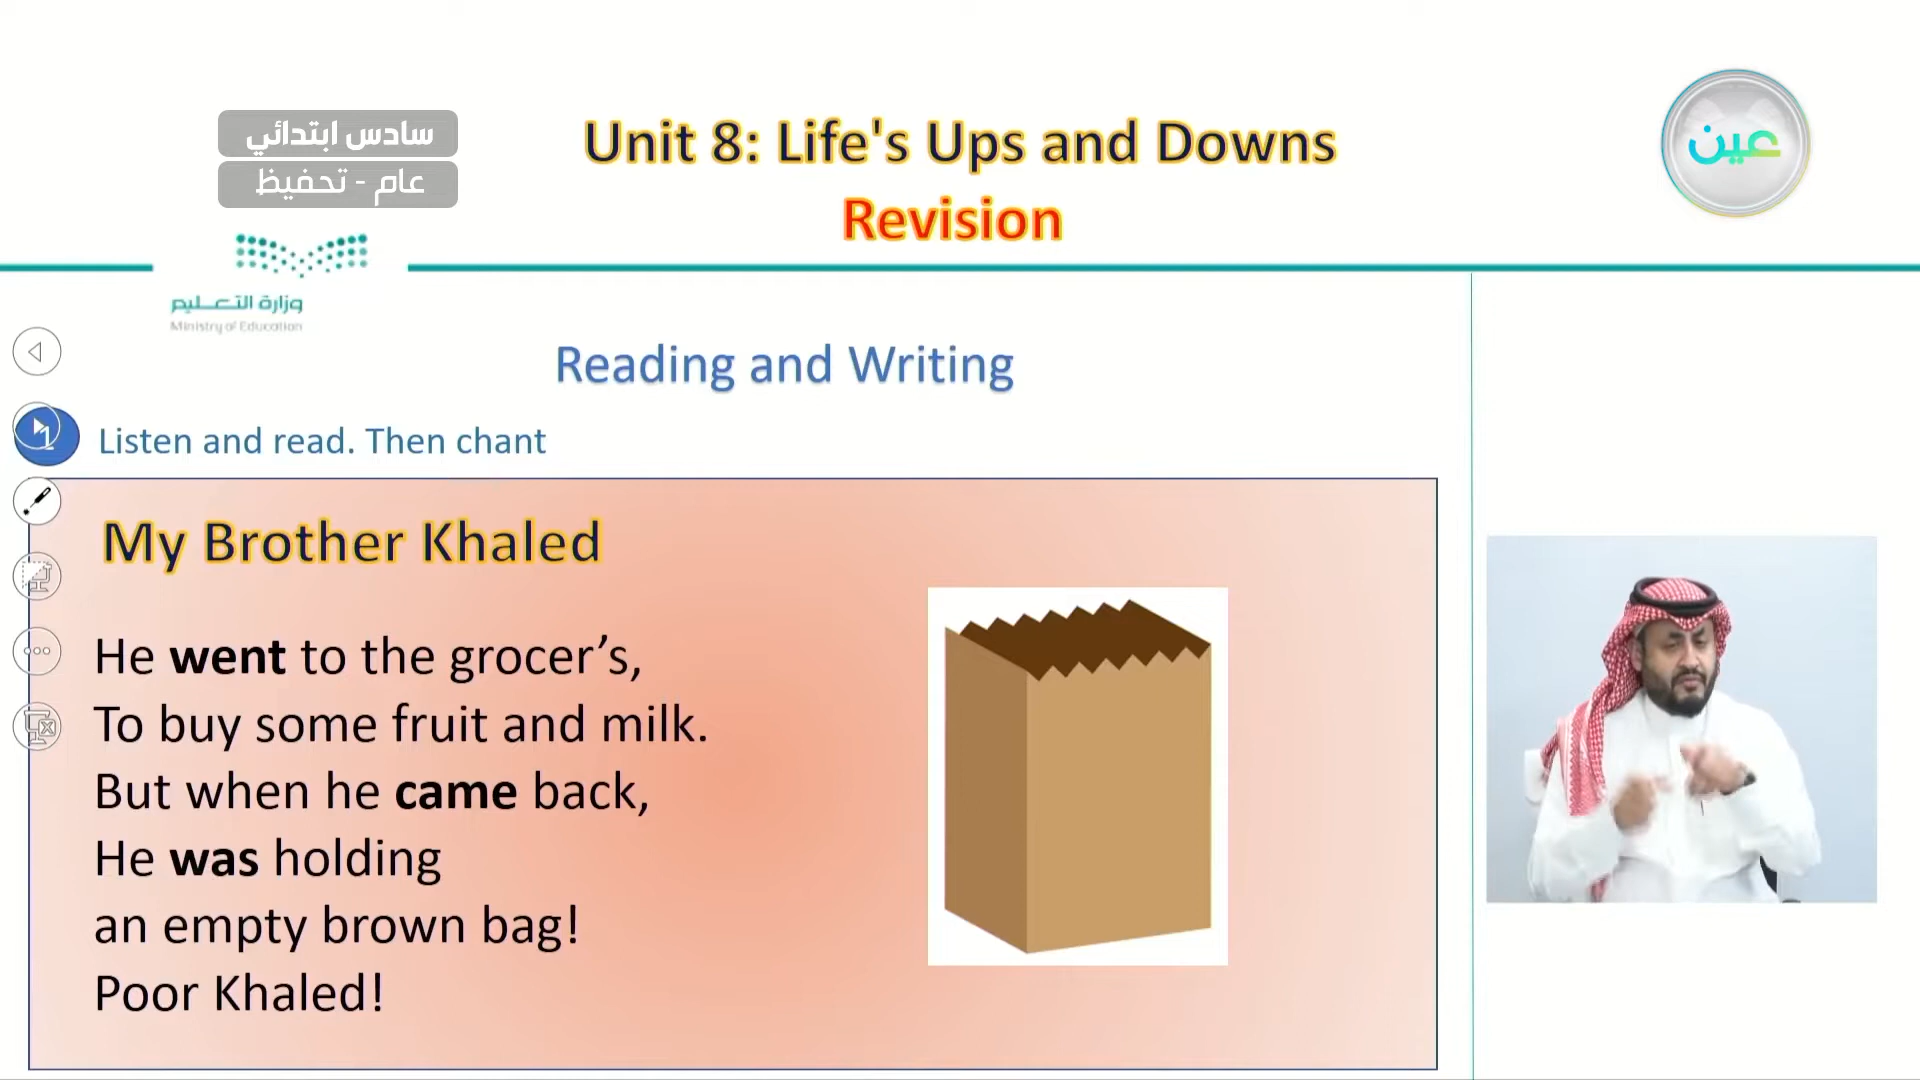 سادس ابتدائي
عام - تحفيظ
Unit 8: Life's Ups and Downs
Revision
عين
وزارة التعليم
Ministry of Education
Reading and Writing
1
Listen and read. Then chant
My Brother Khaled
He went to the grocer’s,
To buy some fruit and milk.
But when he came back,
He was holding
an empty brown bag!
Poor Khaled!